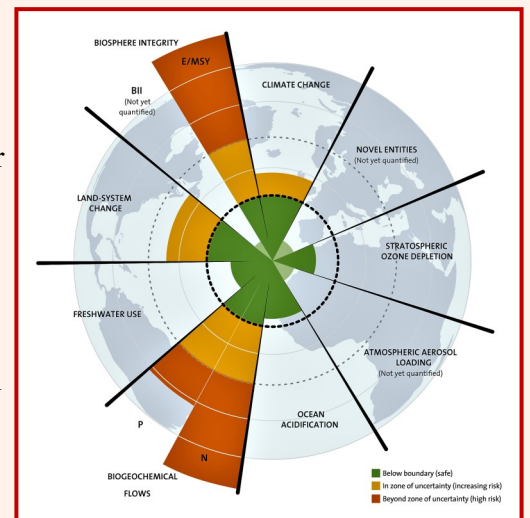 BIOSPHERE INTEGRITY
E/MSY
BII
(Not yet
quantified)
CLIMATE CHANGE
NOVEL ENTITIES
(Not yet quantified)
LAND-SYSTEM
CHANGE
STRATOSPHERIC
OZONE DEPLETION
FRESHWATER USE
ATMOSPHERIC AEROSOL
LOADING
(Not yet quantified)
OCEAN
ACIDIFICATION
P
N
BIOGEOCHEMICAL
FLOWS
Below boundary (safe)
In zone of uncertainty (increasing risk)
Beyond zone of uncertainty (high risk)